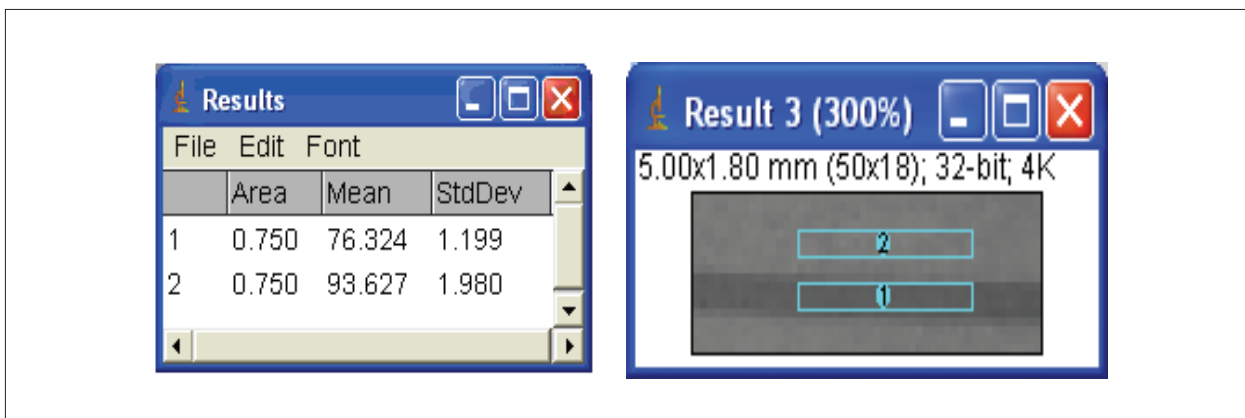 Results
File Edit Font
Area Mean StdDev
1 0.750 76.324 1.199
2 0.750 93.627 1.980
Result 3 (300%)
5.00x1.80 mm (50x18); 32-bit; 4K
2
1